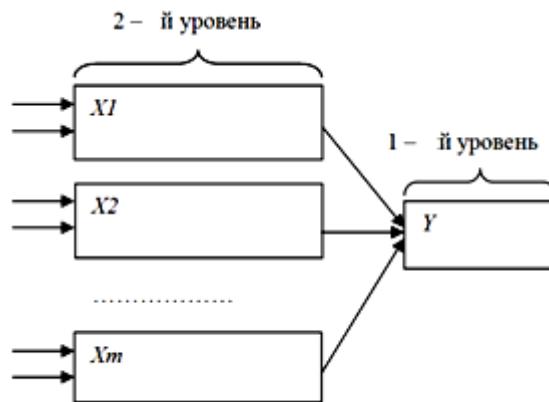 2 – й уровень
X1
1 – й уровень
X2
Y
....................
Xm